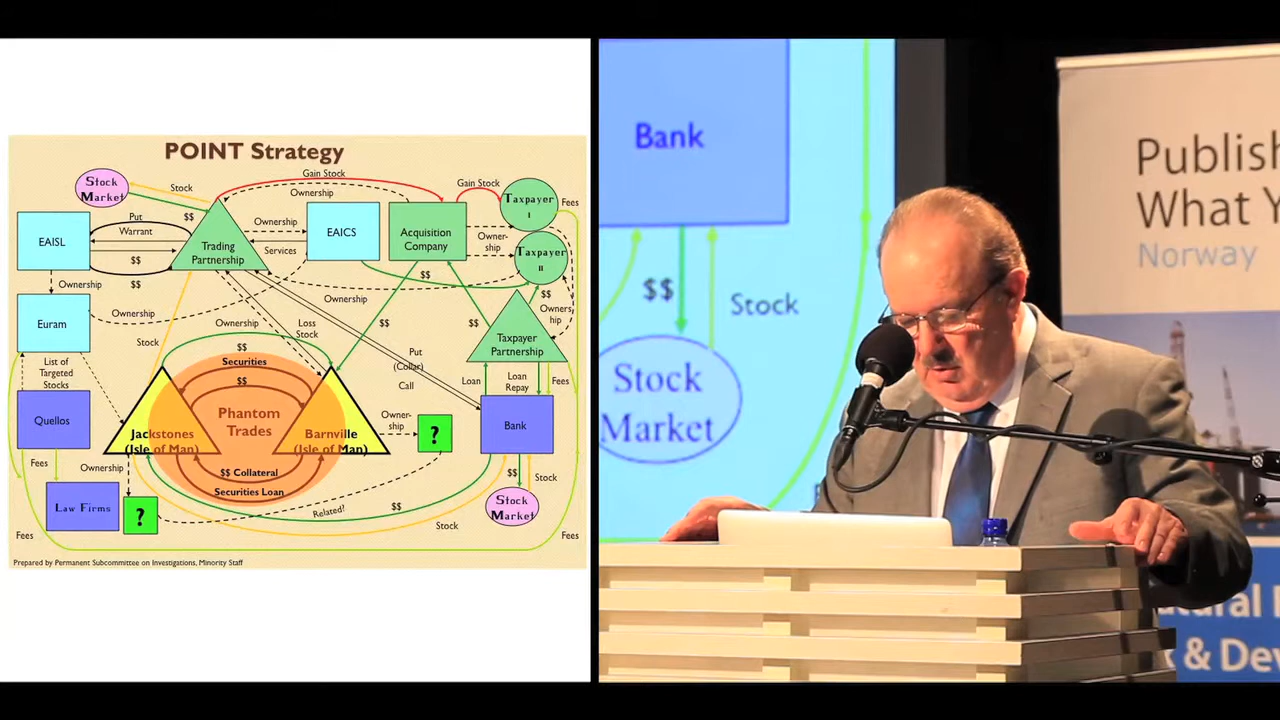 POINT Strategy
Gain Stock
Stock
Market
Stock
Ownership
Gain Stock
Taxpayer
I
Fees
Put
$$
Warrant
EAISL
Trading
Partnership
Ownership
Services
EAICS
Acquisition
Company
Owner-
ship
Taxpayer
II
$$
$$
Ownership
$$
Ownership
$$
Owners
hip
Euram
Ownership
Ownership
Loss
Stock
$$
$$
Taxpayer
Partnership
List of
Targeted
Stocks
Stock
$$
Put
(Collar)
Call
Loan
Loan
Repay
Fees
Securities
$$
Phantom
Trades
Quellos
Jackstones
(Isle of Man)
Barnville
(Isle of Man)
Owner-
ship
?
Bank
Fees
Ownership
$$ Collateral
Securities Loan
$$
Stock
Law Firms
?
Related?
$$
Stock
Stock
Market
Fees
Fees
Prepared by Permanent Subcommittee on Investigations, Minority Staff
Bank
$$
Stock
Stock
Market
Publish
What Y
Norway
atural
& Dev